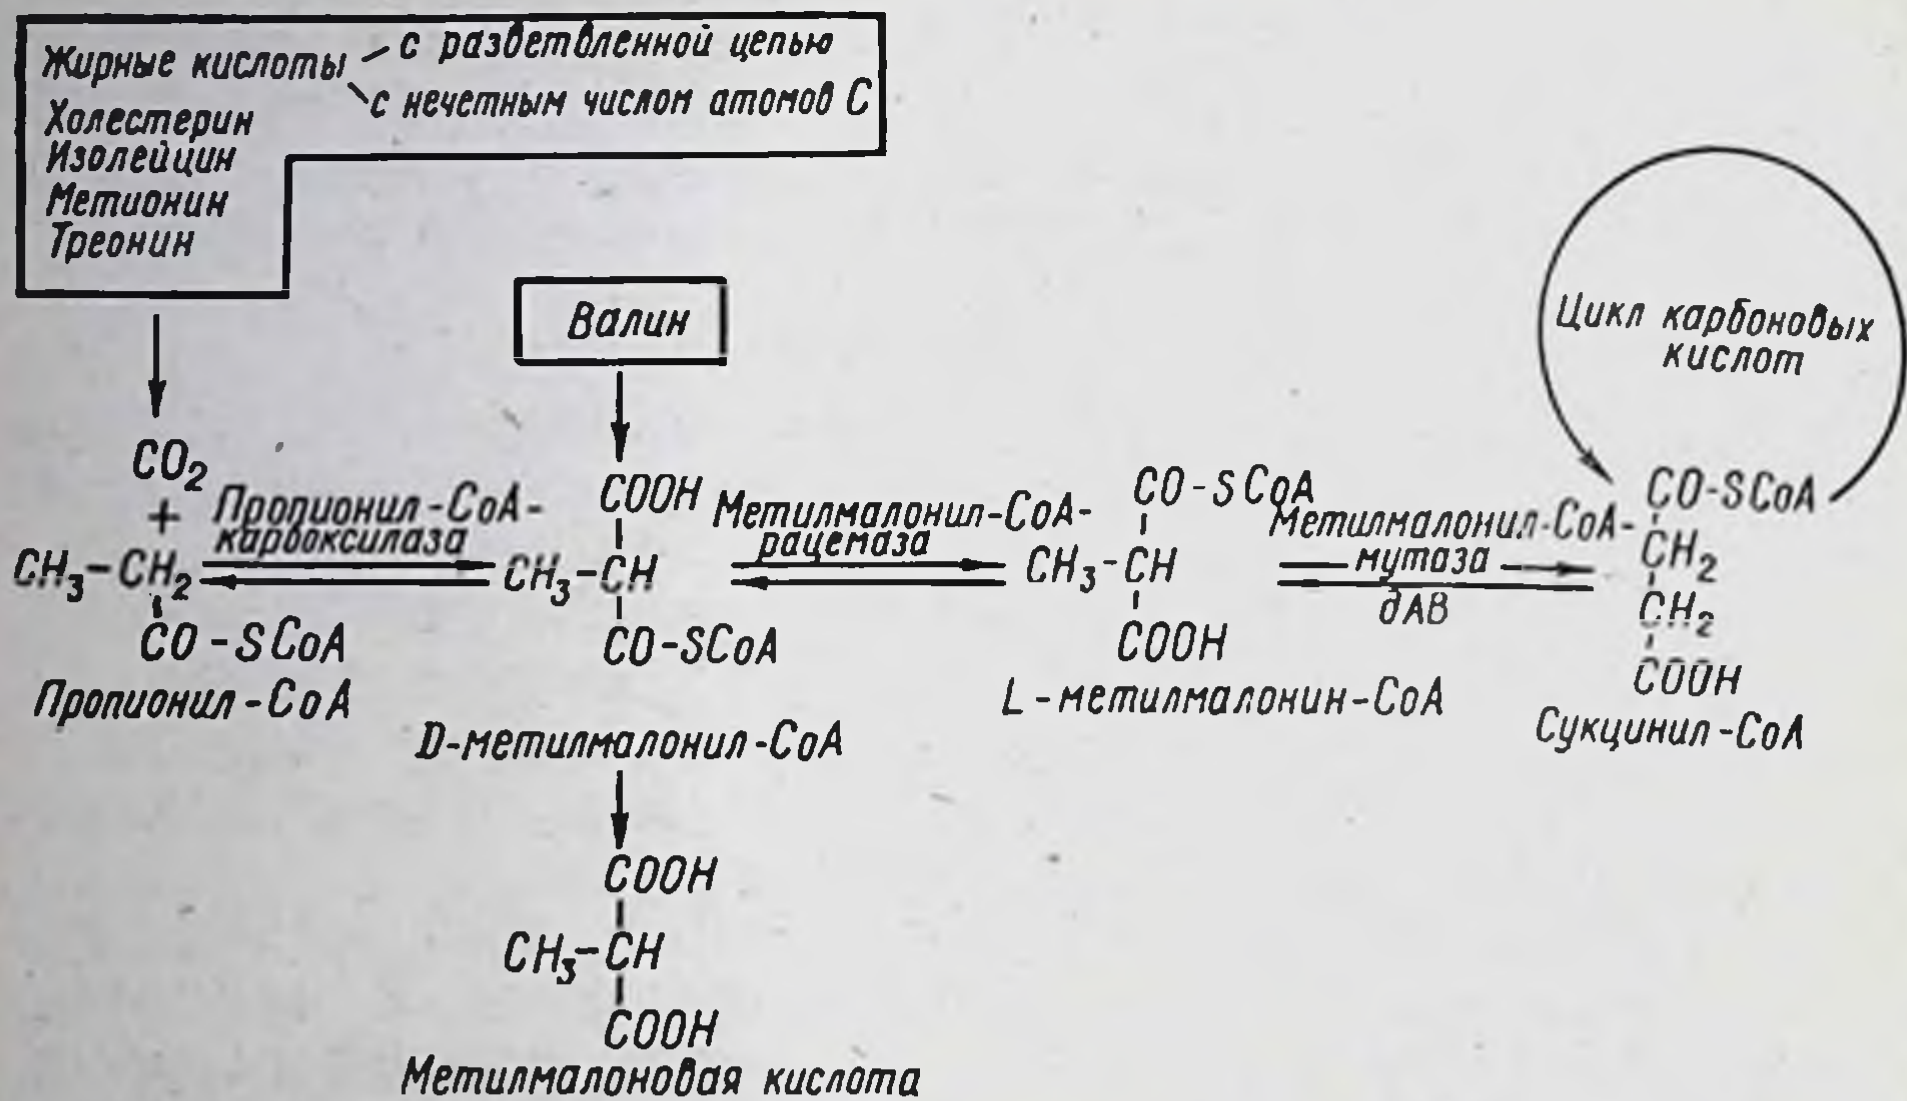 Жирные кислоты
с разветвленной цепью
с нечетным числом атомов С
Холестерин
Изолейцин
Метионин
Треонин
Валин
Цикл карбоновых
кислот
CO₂
+
CH₃-CH₂
CO-SCoA
Пропионил-CoA
Пропионил-CoA-
карбоксилаза
COOH
CH₃-CH
CO-SCoA
D-метилмалонил-CoA
Метилмалонил-CoA-
рацемаза
CO-SCoA
CH₃-CH
COOH
L-метилмалонин-CoA
Метилмалонил-CoA-
мутаза
дАВ
CO-SCoA
CH₂
CH₂
COOH
Сукцинил-CoA
COOH
CH₃-CH
COOH
Метилмалоновая кислота